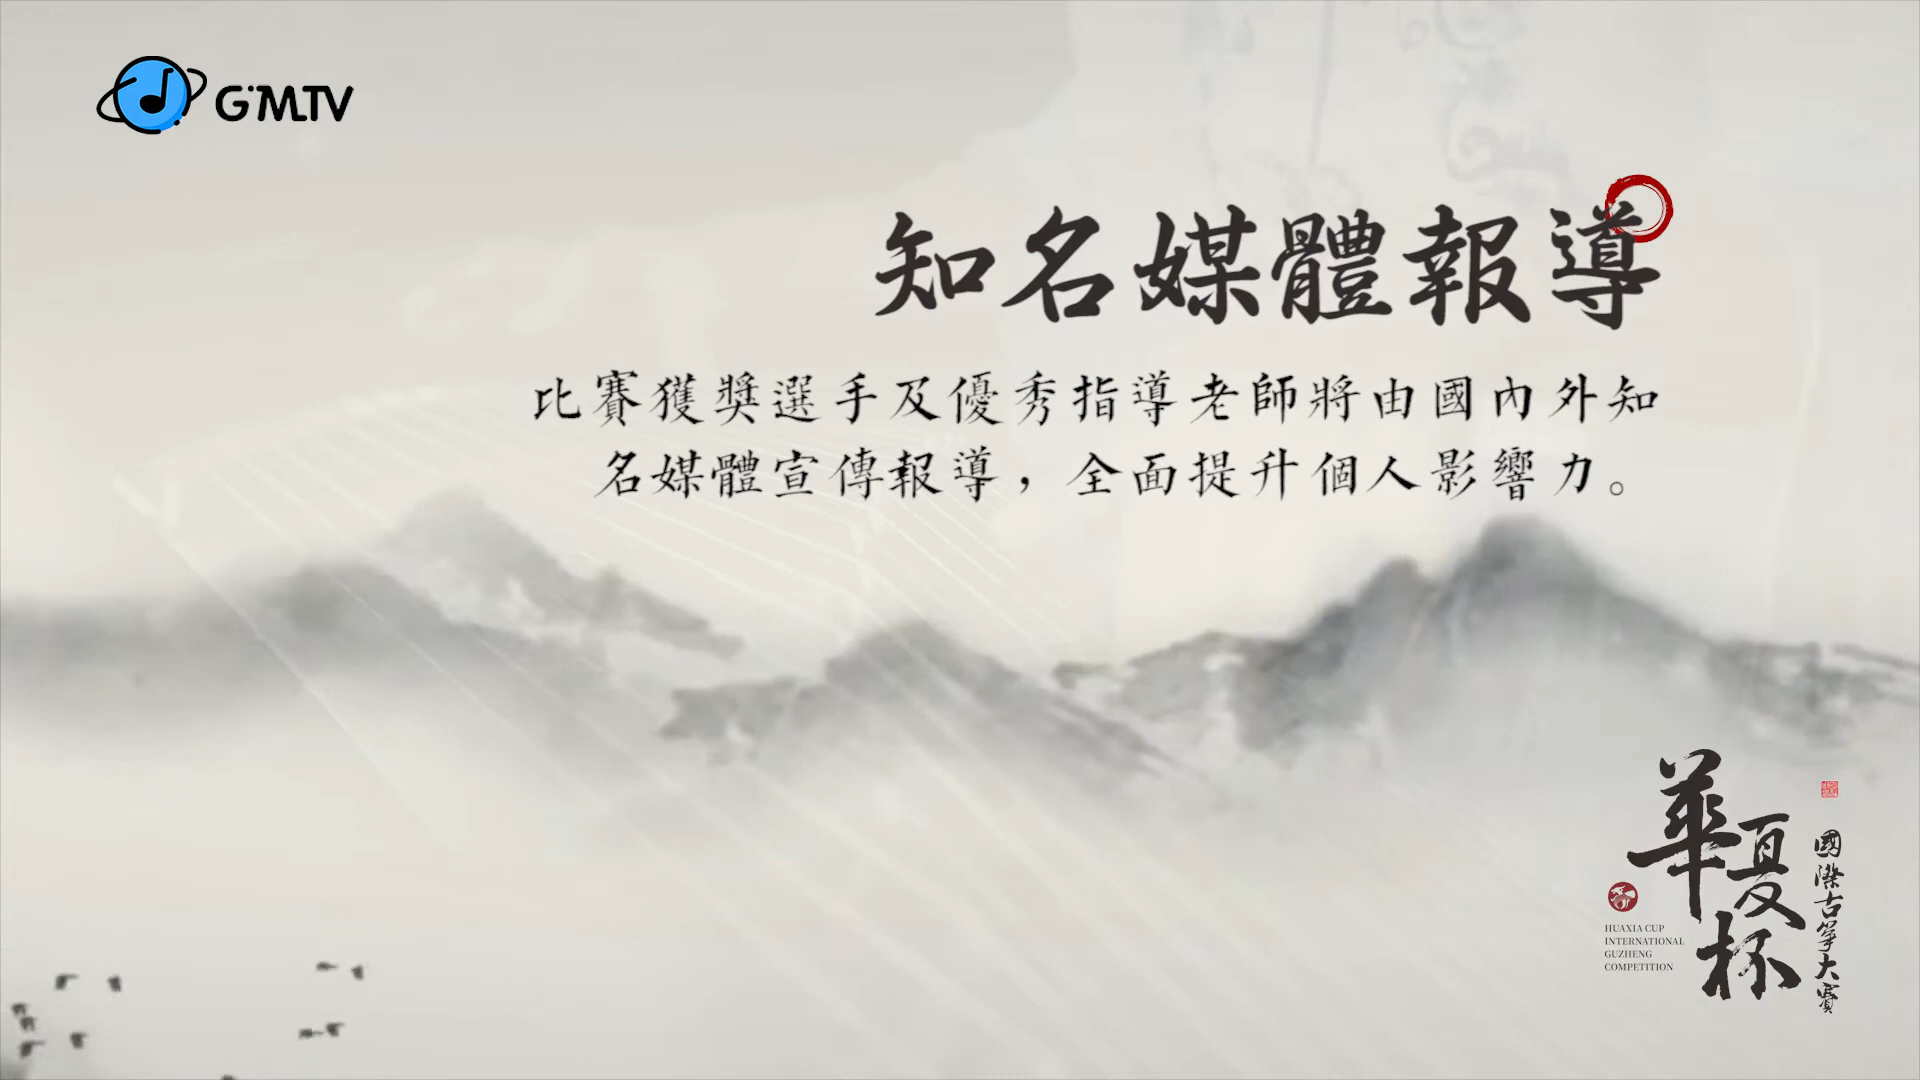 GMTV
知名媒體報導
比賽獲獎選手及優秀指導老師將由國內外知
名媒體宣傳報導，全面提升個人影響力。
華夏杯
國際古箏大賽
HUAXIA CUP
INTERNATIONAL
GUZHENG
COMPETITION